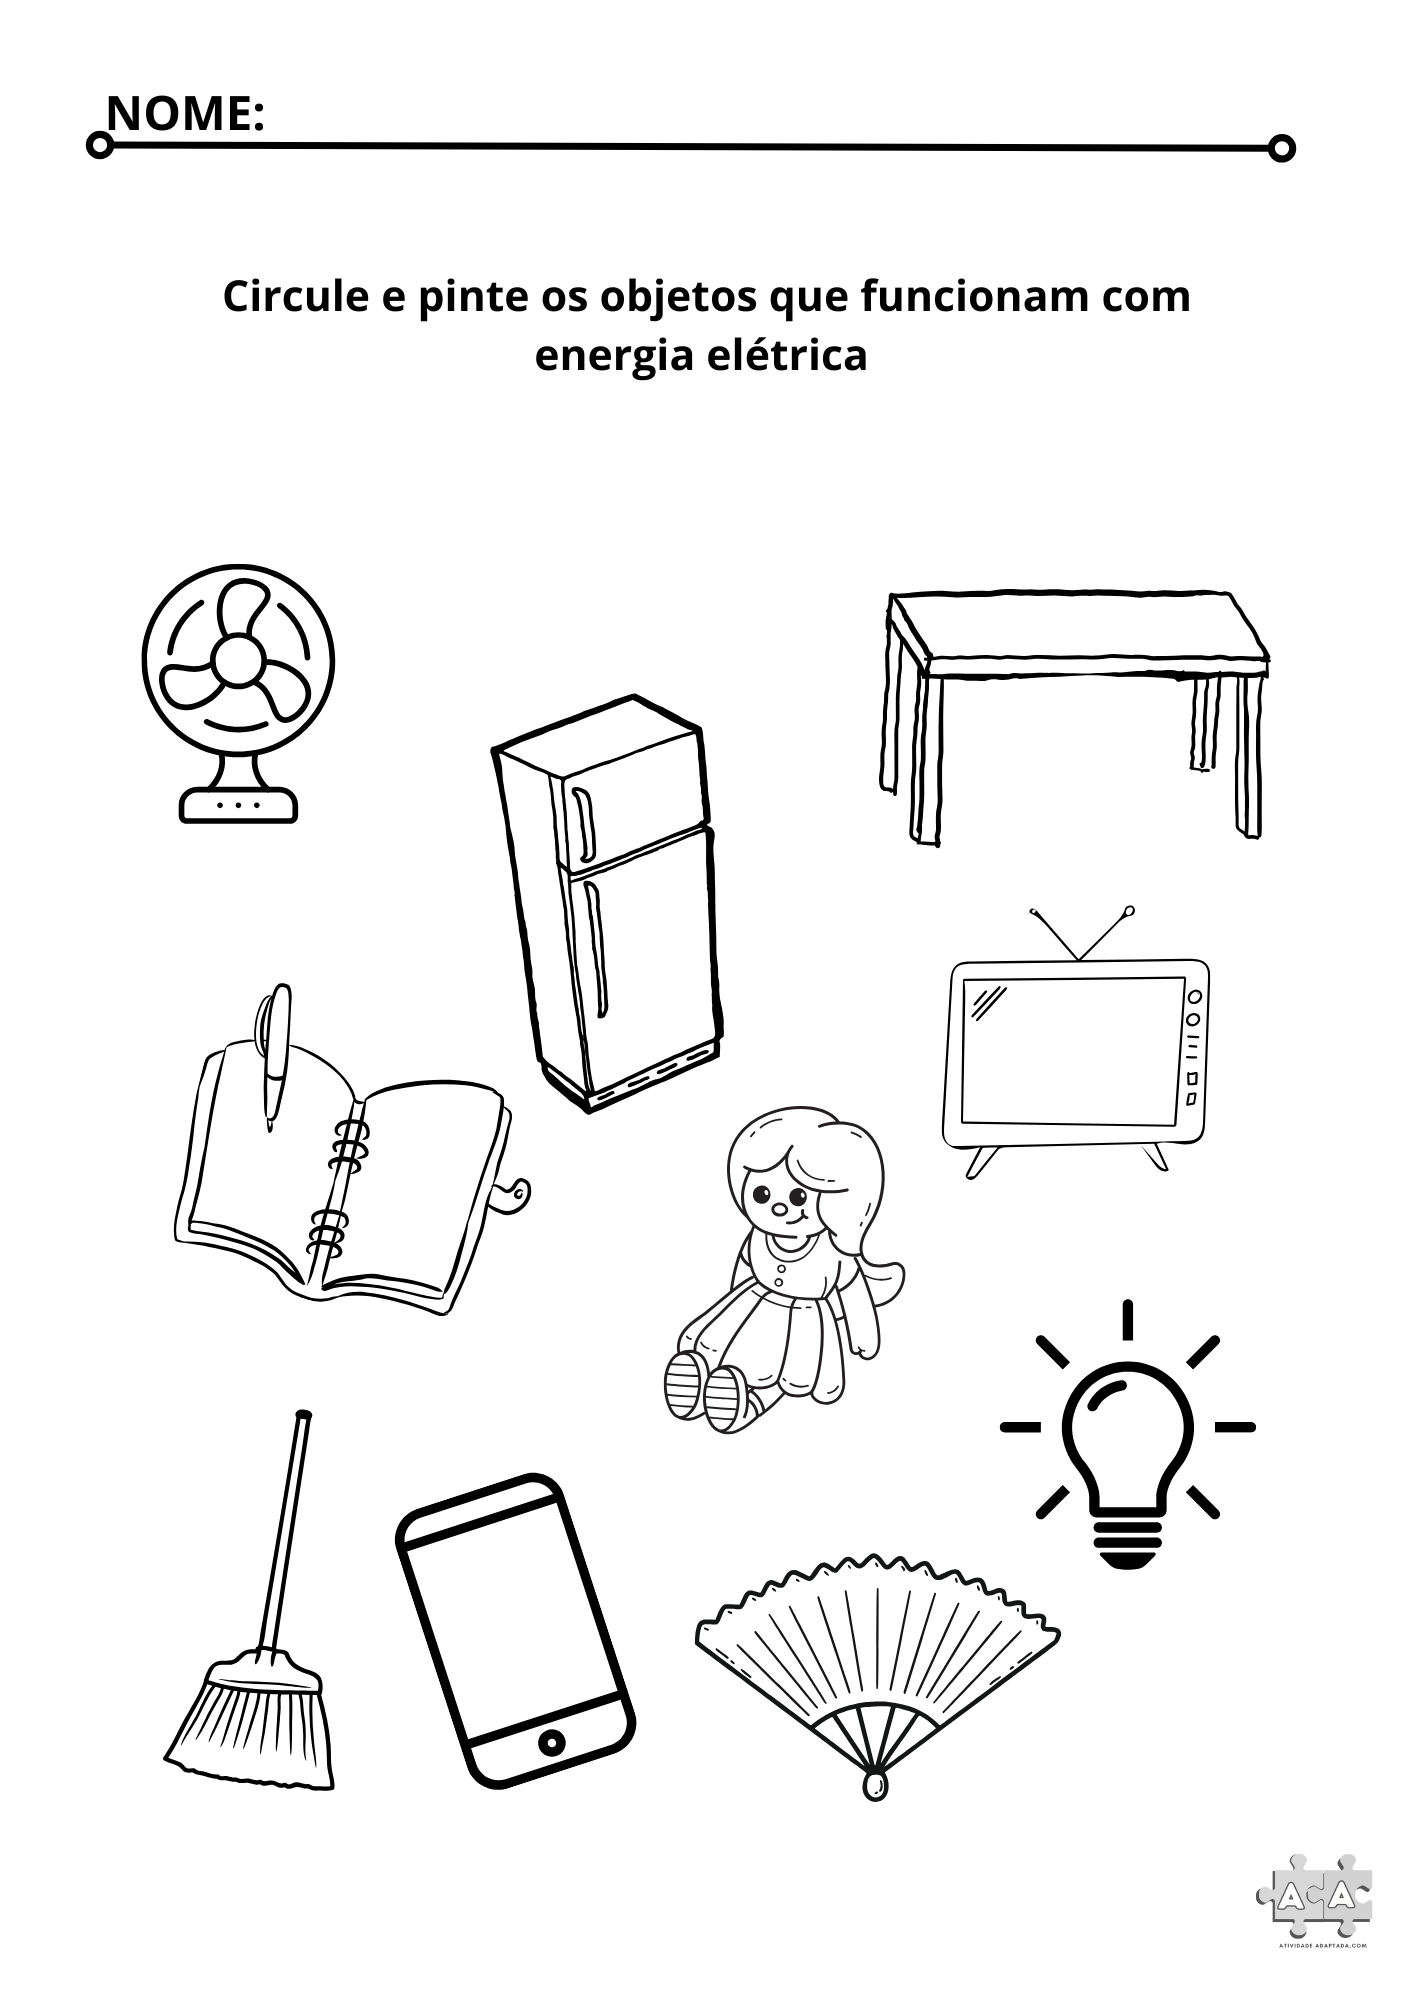 NOME:
Circule e pinte os objetos que funcionam com
energia elétrica
A A
ATIVIDADE ADAPTADA.COM